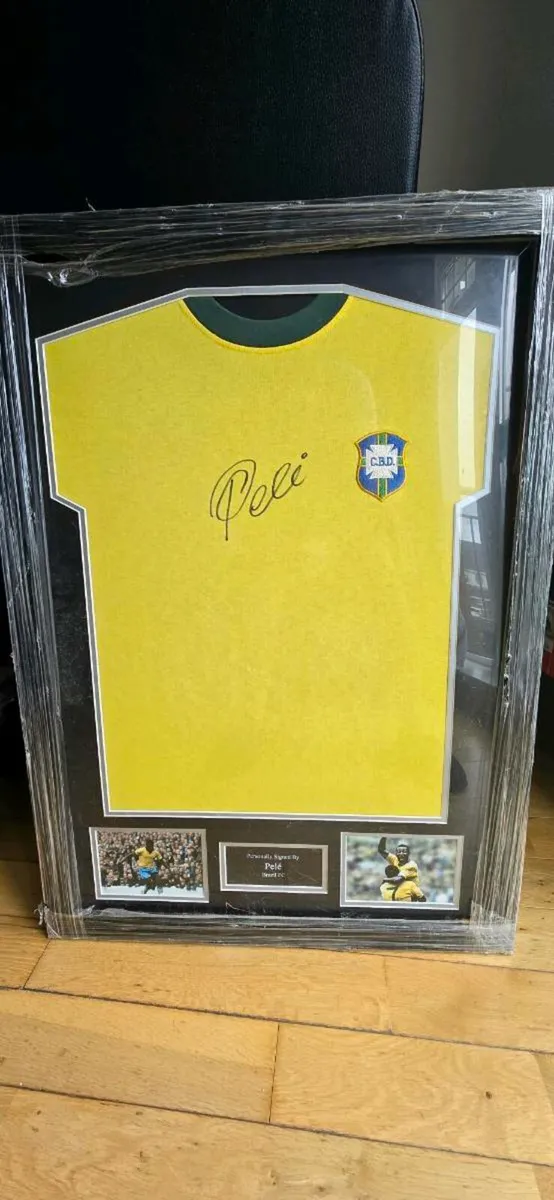 Pelé
C.B.D.
Personally Signed By
Pelé
Brazil FC